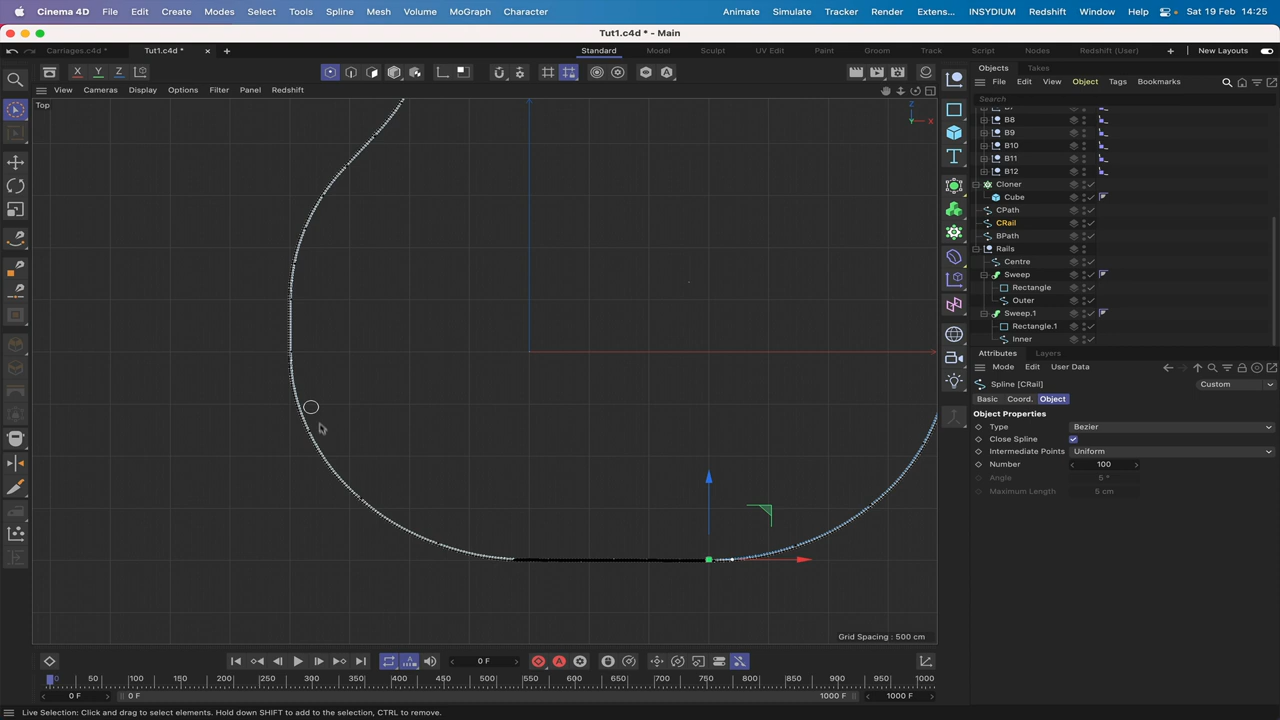 Cinema 4D File Edit Create Modes Select Tools Spline Mesh Volume MoGraph Character Animate Simulate Tracker Render Extens... INSYDIUM Redshift Window Help Sat 19 Feb 14:25
Tut1.c4d * - Main
Carriages.c4d * Tut1.c4d * Standard Model Sculpt UV Edit Paint Groom Track Script Nodes Redshift (User) New Layouts
X Y Z
View Cameras Display Options Filter Panel Redshift
Top
Z
Y X
Objects Takes
File Edit View Object Tags Bookmarks
Search
B8
B9
B10
B11
B12
Cloner
Cube
CPath
CRail
BPath
Rails
Centre
Sweep
Rectangle
Outer
Sweep.1
Rectangle.1
Inner
Attributes Layers
Mode Edit User Data
Spline [CRail] Custom
Basic Coord. Object
Object Properties
Type Bezier
Close Spline
Intermediate Points Uniform
Number 100
Angle 5 °
Maximum Length 5 cm
Grid Spacing : 500 cm
0 F
50 100 150 200 250 300 350 400 450 500 550 600 650 700 750 800 850 900 950 1000
0 F 0 F 1000 F 1000 F
Live Selection: Click and drag to select elements. Hold down SHIFT to add to the selection, CTRL to remove.